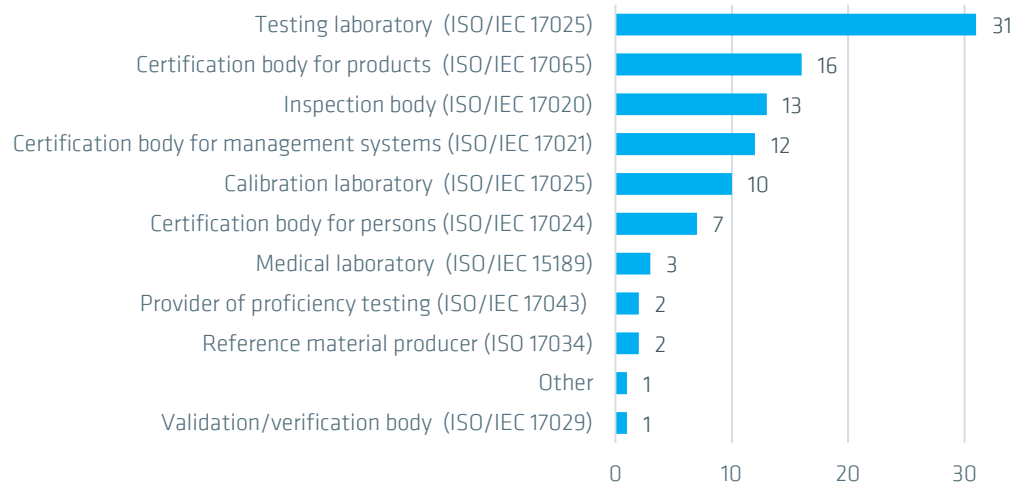 Testing laboratory (ISO/IEC 17025) 31
Certification body for products (ISO/IEC 17065) 16
Inspection body (ISO/IEC 17020) 13
Certification body for management systems (ISO/IEC 17021) 12
Calibration laboratory (ISO/IEC 17025) 10
Certification body for persons (ISO/IEC 17024) 7
Medical laboratory (ISO/IEC 15189) 3
Provider of proficiency testing (ISO/IEC 17043) 2
Reference material producer (ISO 17034) 2
Other 1
Validation/verification body (ISO/IEC 17029) 1
0 10 20 30